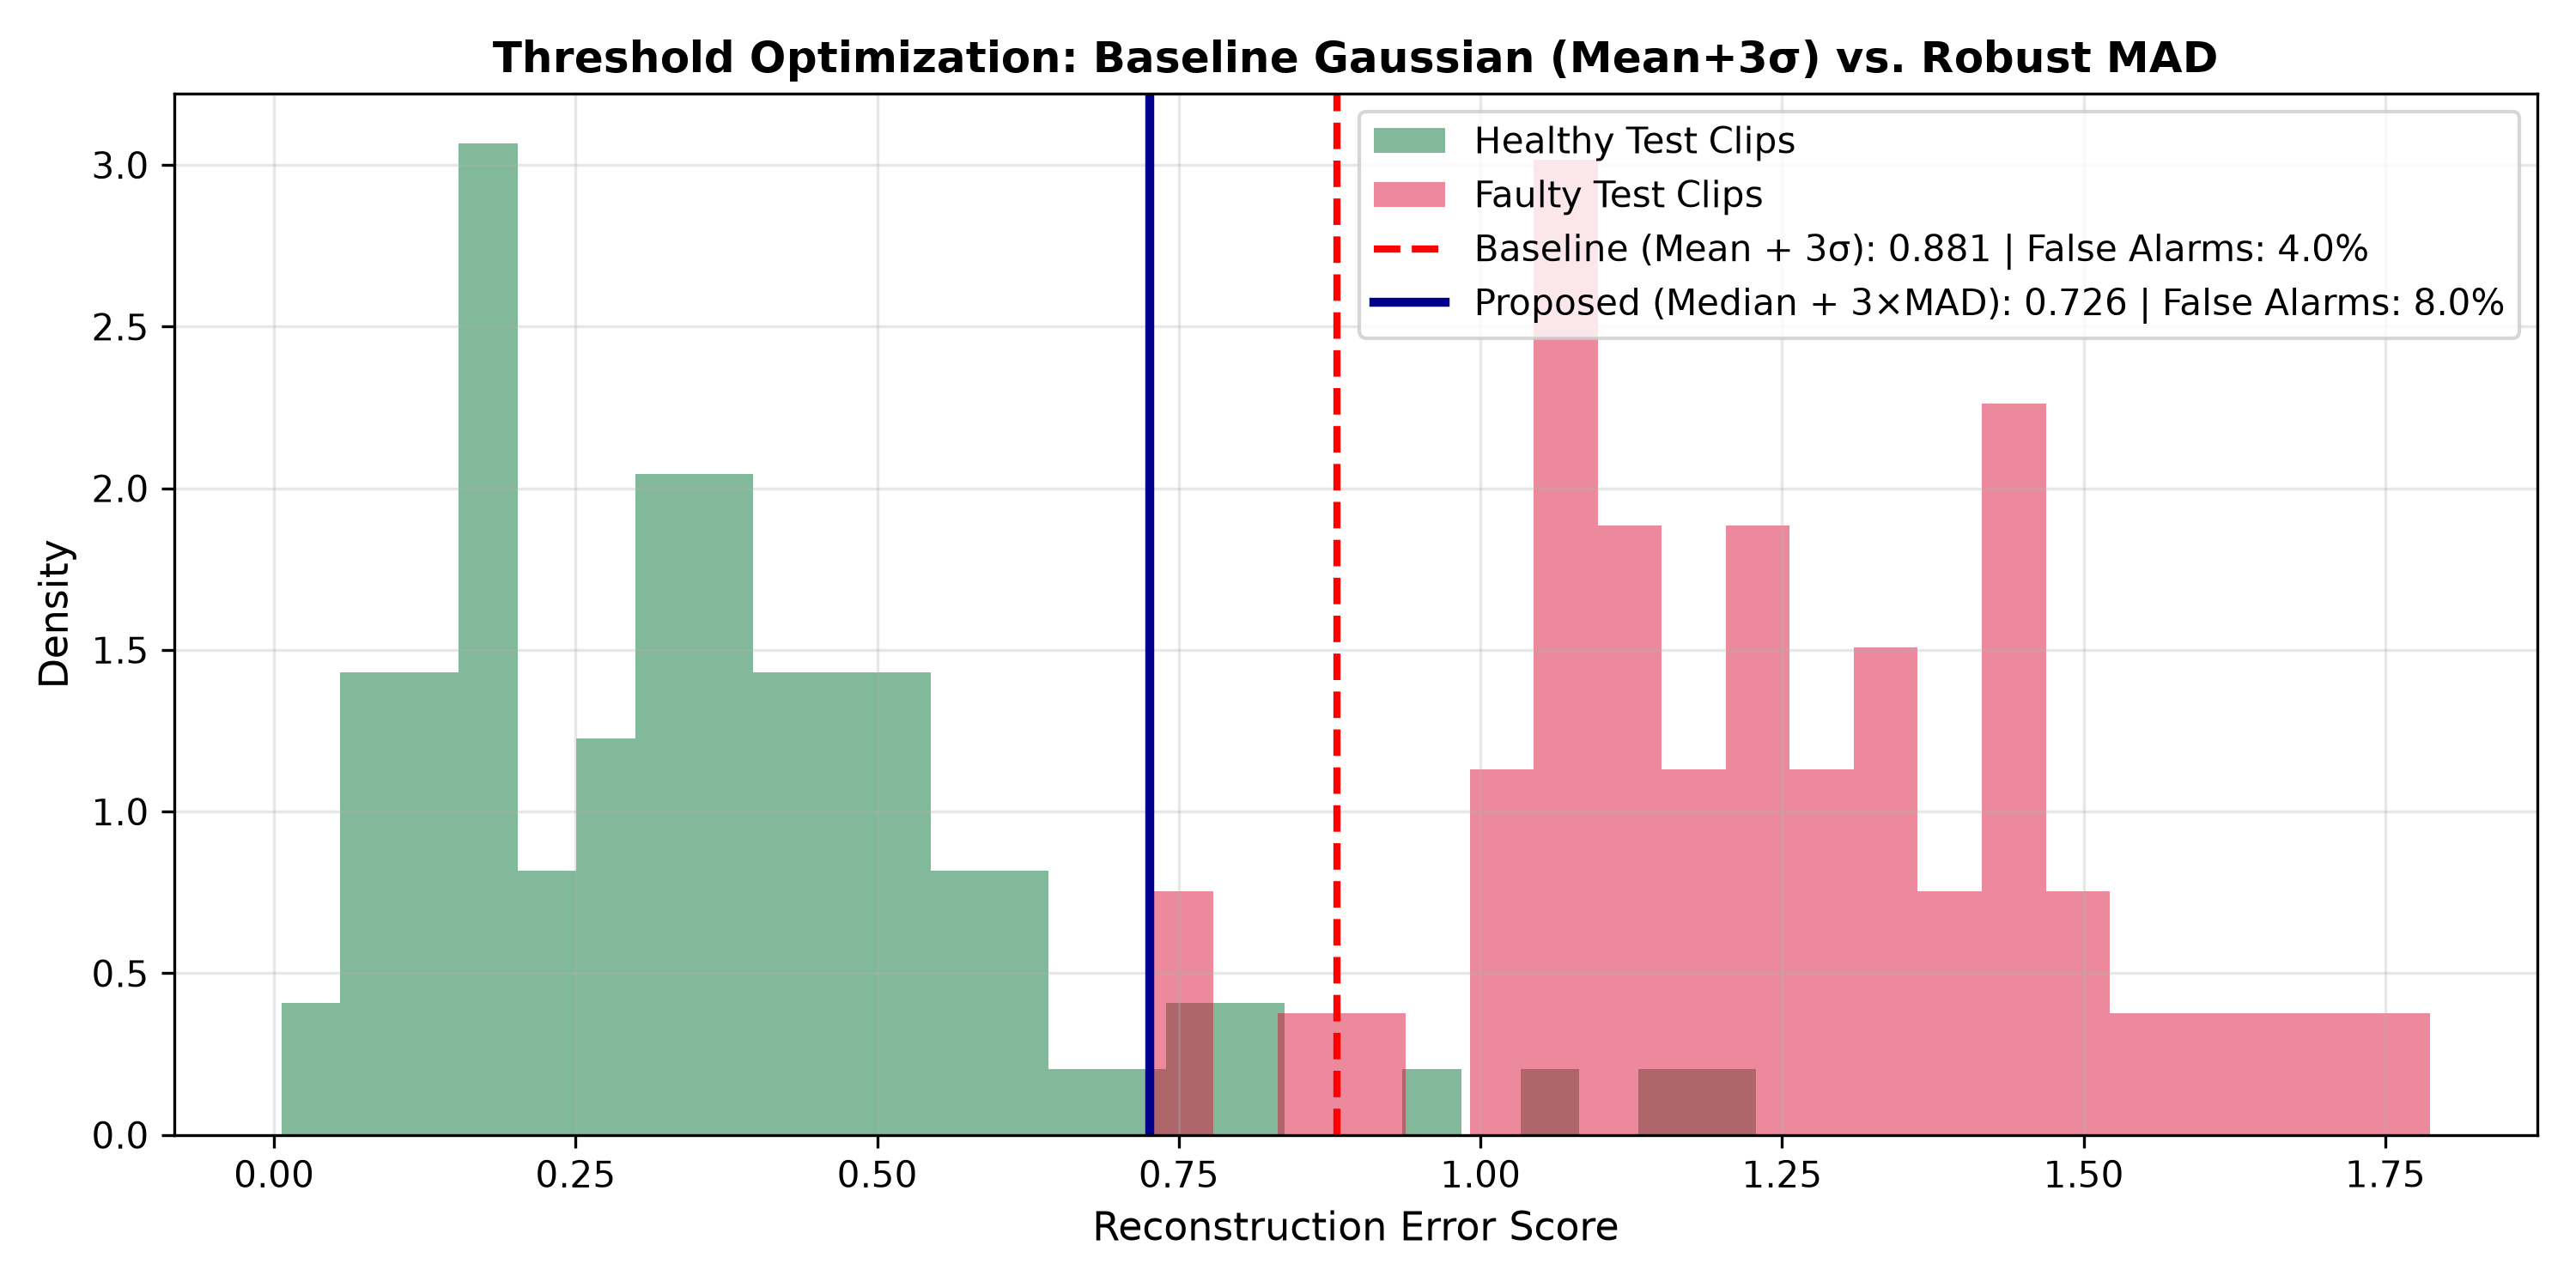 Threshold Optimization: Baseline Gaussian (Mean+3σ) vs. Robust MAD
Healthy Test Clips
Faulty Test Clips
Baseline (Mean + 3σ): 0.881 | False Alarms: 4.0%
Proposed (Median + 3×MAD): 0.726 | False Alarms: 8.0%
Density
3.0
2.5
2.0
1.5
1.0
0.5
0.0
0.00 0.25 0.50 0.75 1.00 1.25 1.50 1.75
Reconstruction Error Score